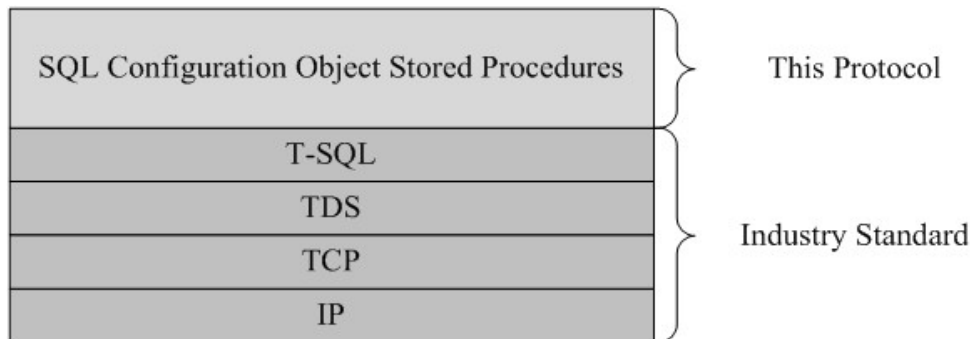 SQL Configuration Object Stored Procedures
This Protocol
T-SQL
TDS
TCP
IP
Industry Standard